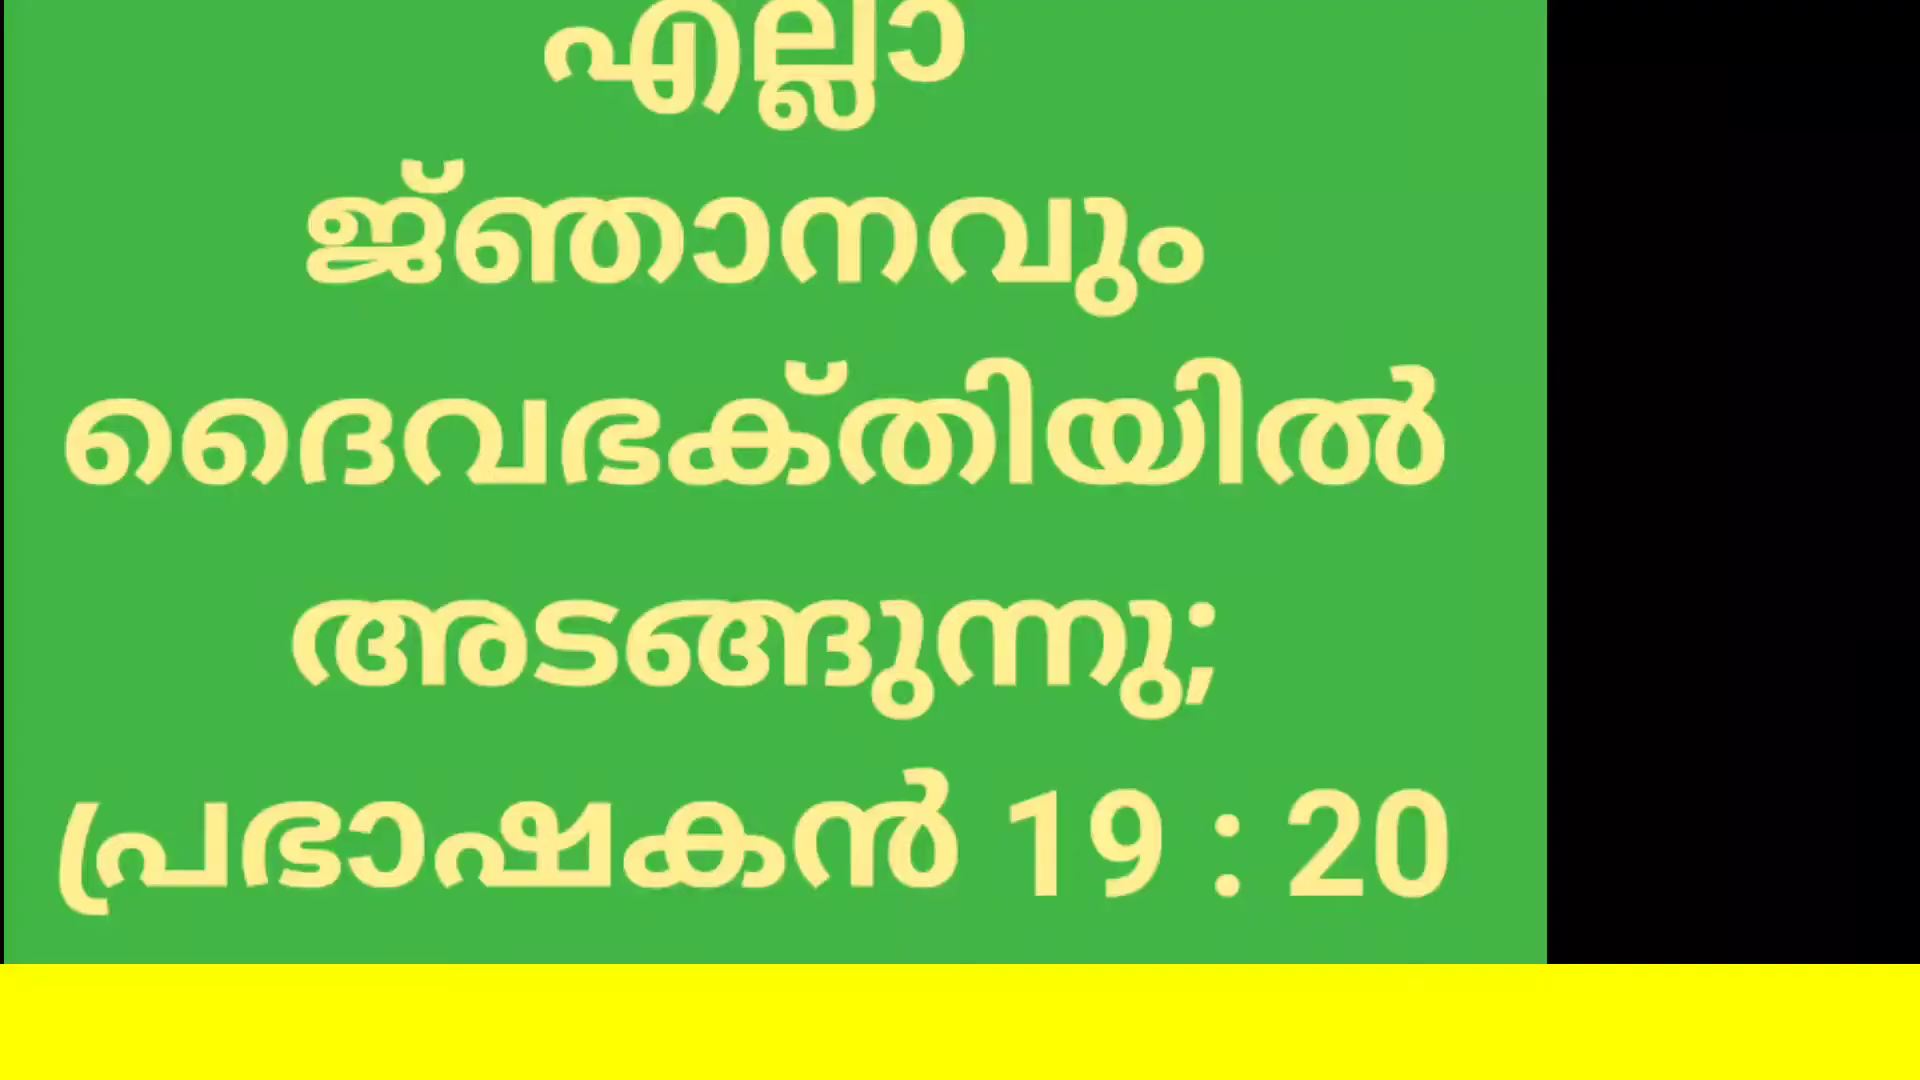 എല്ലാ
ജ്ഞാനവും
ദൈവഭക്തിയിൽ
അടങ്ങുന്നു;
പ്രഭാഷകൻ 19 : 20